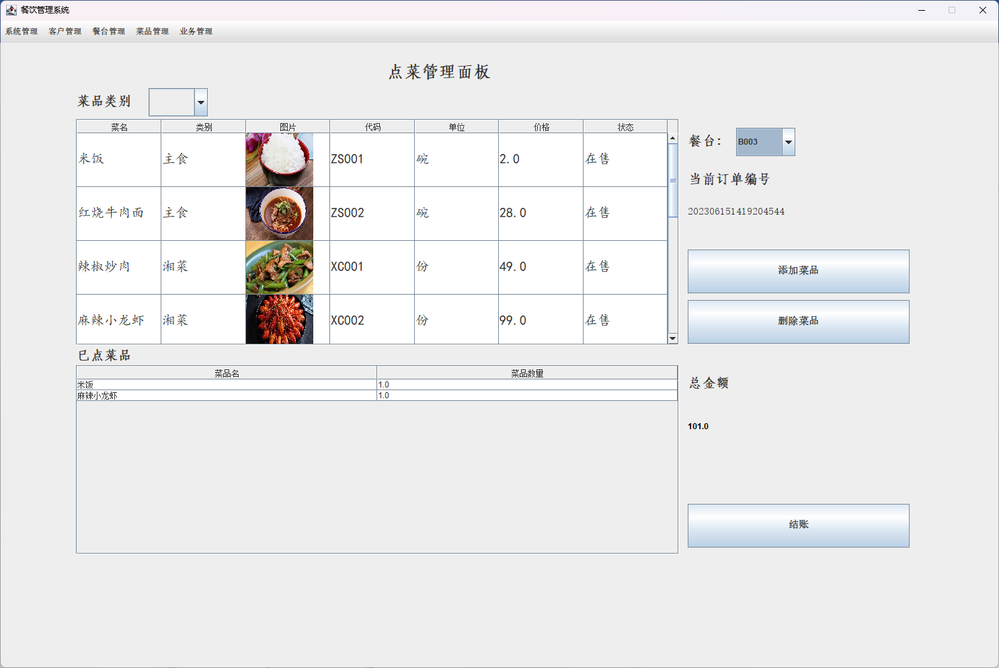 餐饮管理系统
系统管理 客户管理 餐台管理 菜品管理 业务管理
点菜管理面板
菜品类别
菜名 类别 图片 代码 单位 价格 状态
米饭 主食 ZS001 碗 2.0 在售
红烧牛肉面 主食 ZS002 碗 28.0 在售
辣椒炒肉 湘菜 XC001 份 49.0 在售
麻辣小龙虾 湘菜 XC002 份 99.0 在售
餐台： B003
当前订单编号
202306151419204544
添加菜品
删除菜品
已点菜品
菜品名 菜品数量
米饭 1.0
麻辣小龙虾 1.0
总金额
101.0
结账